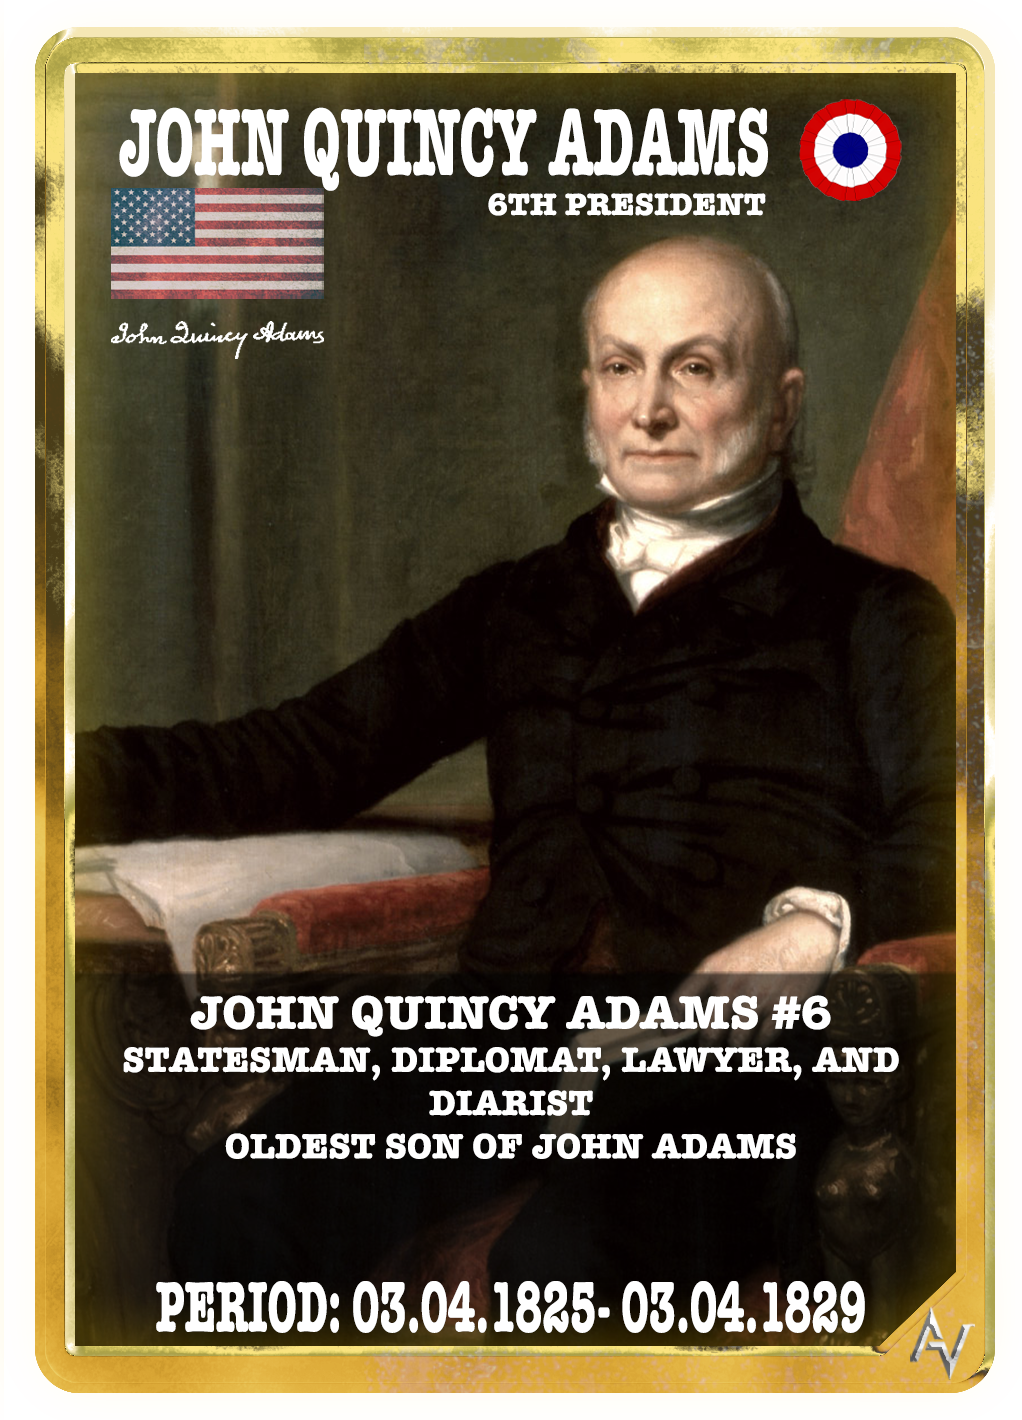 JOHN QUINCY ADAMS
6TH PRESIDENT
John Quincy Adams
JOHN QUINCY ADAMS #6
STATESMAN, DIPLOMAT, LAWYER, AND
DIARIST
OLDEST SON OF JOHN ADAMS
PERIOD: 03.04.1825- 03.04.1829
AV